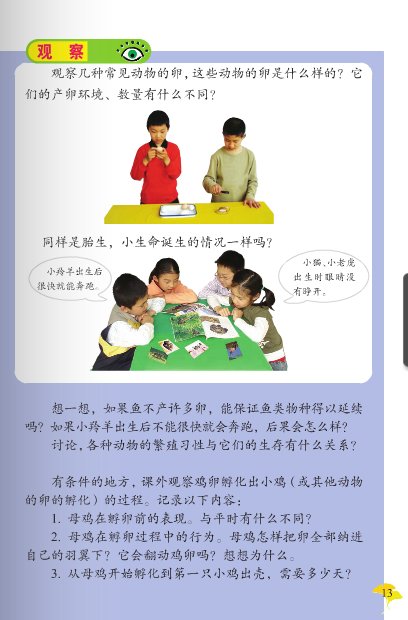 观 察
观察几种常见动物的卵，这些动物的卵是什么样的？它
们的产卵环境、数量有什么不同？
同样是胎生，小生命诞生的情况一样吗？
小羚羊出生后
很快就能奔跑。
小猫、小老虎
出生时眼睛没
有睁开。
想一想，如果鱼不产许多卵，能保证鱼类物种得以延续
吗？如果小羚羊出生后不能很快就会奔跑，后果会怎么样？
讨论，各种动物的繁殖习性与它们的生存有什么关系？
有条件的地方，课外观察鸡卵孵化出小鸡（或其他动物
的卵的孵化）的过程。记录以下内容：
1. 母鸡在孵卵前的表现。与平时有什么不同？
2. 母鸡在孵卵过程中的行为。母鸡怎样把卵全部纳进
自己的羽翼下？它会翻动鸡卵吗？想想为什么。
3. 从母鸡开始孵化到第一只小鸡出壳，需要多少天？
13